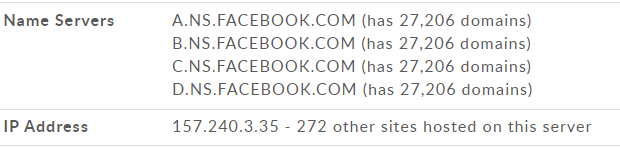 Name Servers A.NS.FACEBOOK.COM (has 27,206 domains)
B.NS.FACEBOOK.COM (has 27,206 domains)
C.NS.FACEBOOK.COM (has 27,206 domains)
D.NS.FACEBOOK.COM (has 27,206 domains)
IP Address 157.240.3.35 - 272 other sites hosted on this server